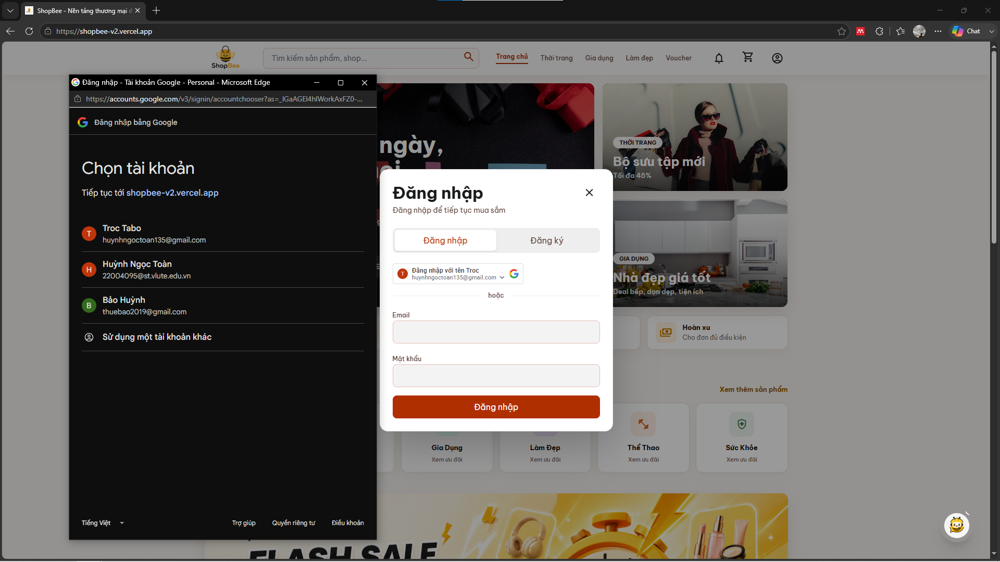 ShopBee - Nền tảng thương mại đ
https://shopbee-v2.vercel.app
Chat
ShopBee
Tìm kiếm sản phẩm, shop...
Trang chủ
Thời trang
Gia dụng
Làm đẹp
Voucher
Đăng nhập - Tài khoản Google - Personal - Microsoft Edge
https://accounts.google.com/v3/signin/accountchooser?as=_IGaAGEI4hlWorkAxFZ0-...
Đăng nhập bằng Google
Chọn tài khoản
Tiếp tục tới shopbee-v2.vercel.app
T
Troc Tabo
huynhngoctoan135@gmail.com
H
Huỳnh Ngọc Toàn
22004095@st.vlute.edu.vn
B
Bảo Huỳnh
thuebao2019@gmail.com
Sử dụng một tài khoản khác
Tiếng Việt
Trợ giúp
Quyền riêng tư
Điều khoản
ngày,
THỜI TRANG
Bộ sưu tập mới
Tối đa 45%
GIA DỤNG
Nhà đẹp giá tốt
Deal bếp, dọn dẹp, tiện ích
Đăng nhập
Đăng nhập để tiếp tục mua sắm
Đăng nhập
Đăng ký
T
Đăng nhập với tên Troc
huynhngoctoan135@gmail.com
hoặc
Email
Mật khẩu
Đăng nhập
Hoàn xu
Cho đơn đủ điều kiện
Xem thêm sản phẩm
Gia Dụng
Xem ưu đãi
Làm Đẹp
Xem ưu đãi
Thể Thao
Xem ưu đãi
Sức Khỏe
Xem ưu đãi
FLASH SALE